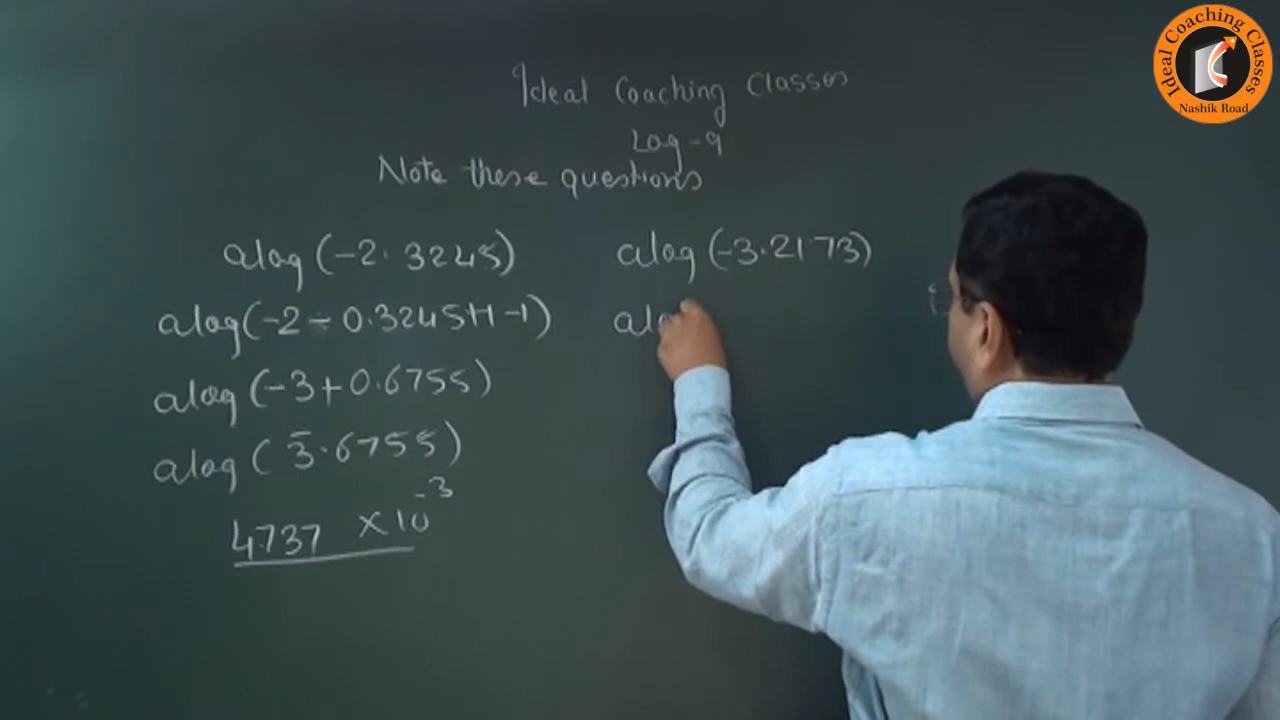 Ideal Coaching Classes
Nashik Road
Ideal Coaching Classes
Log-9
Note these questions
alog(-2.3245)
alog(-2-0.3245+1-1)
alog(-3+0.6755)
alog(3̄.6755)
4.737 ×10⁻³
alog(-3.2173)
alo